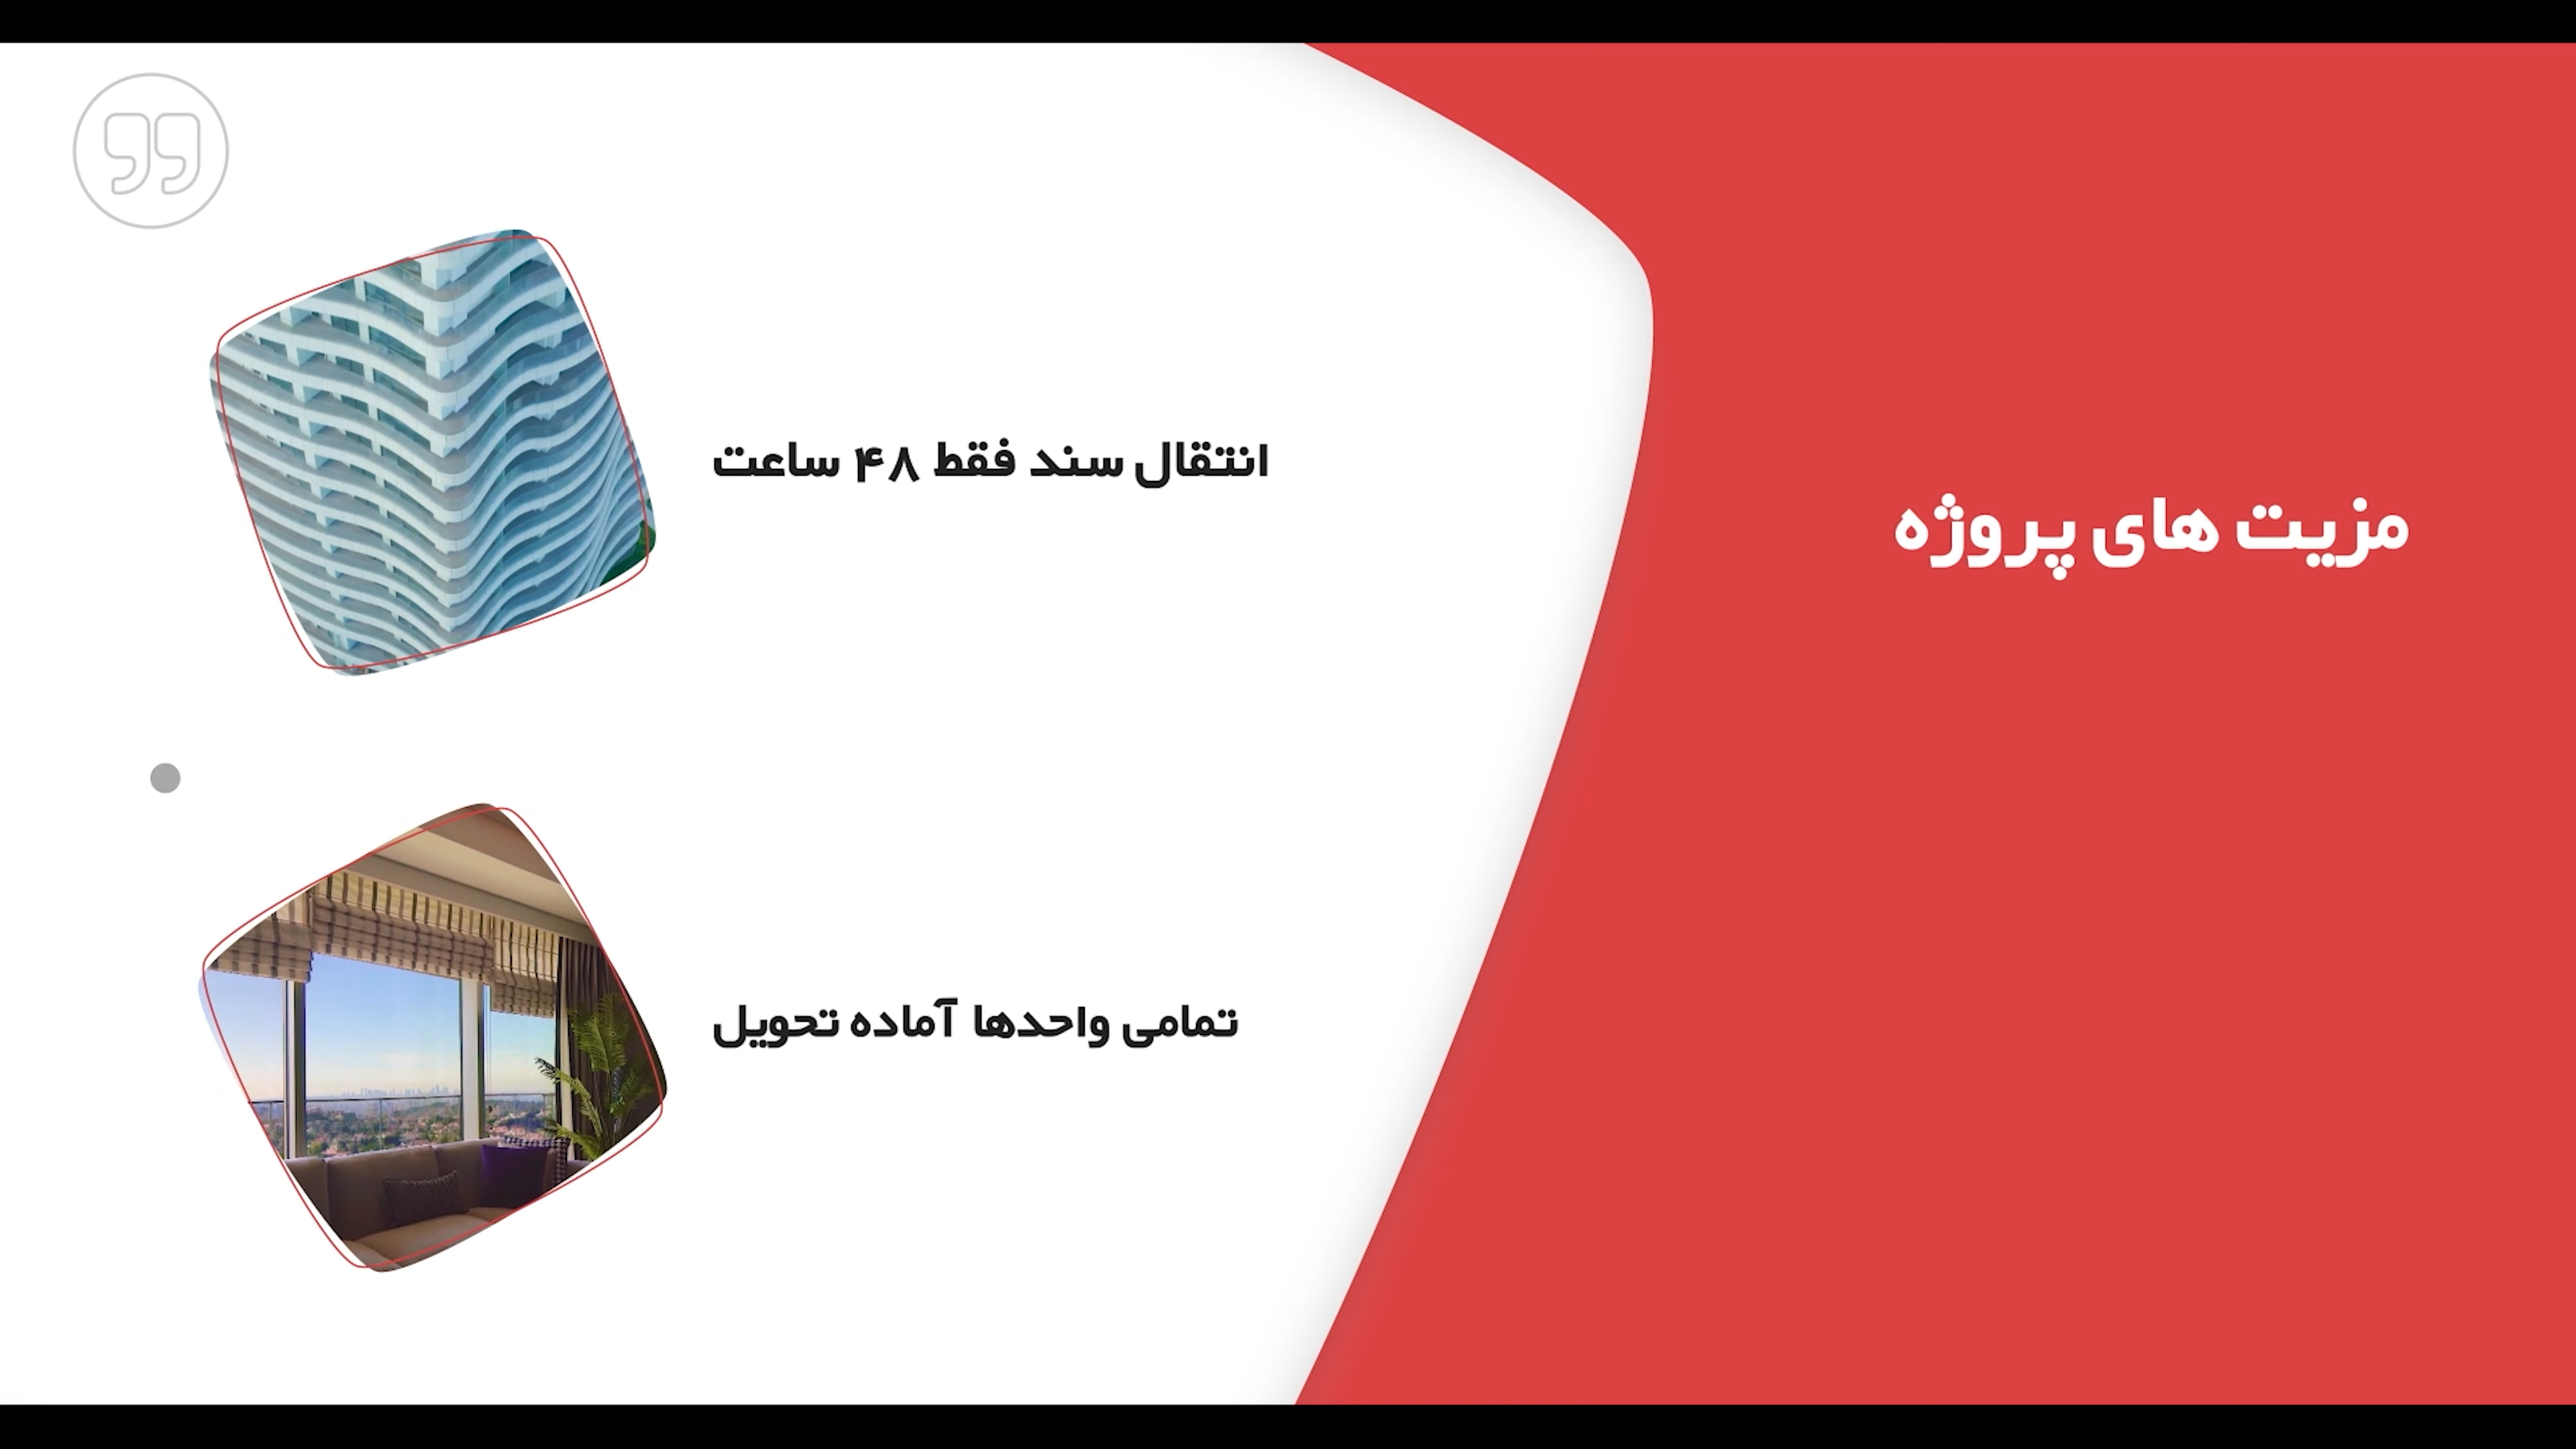 مزیت های پروژه
انتقال سند فقط ۴۸ ساعت
تمامی واحدها آماده تحویل